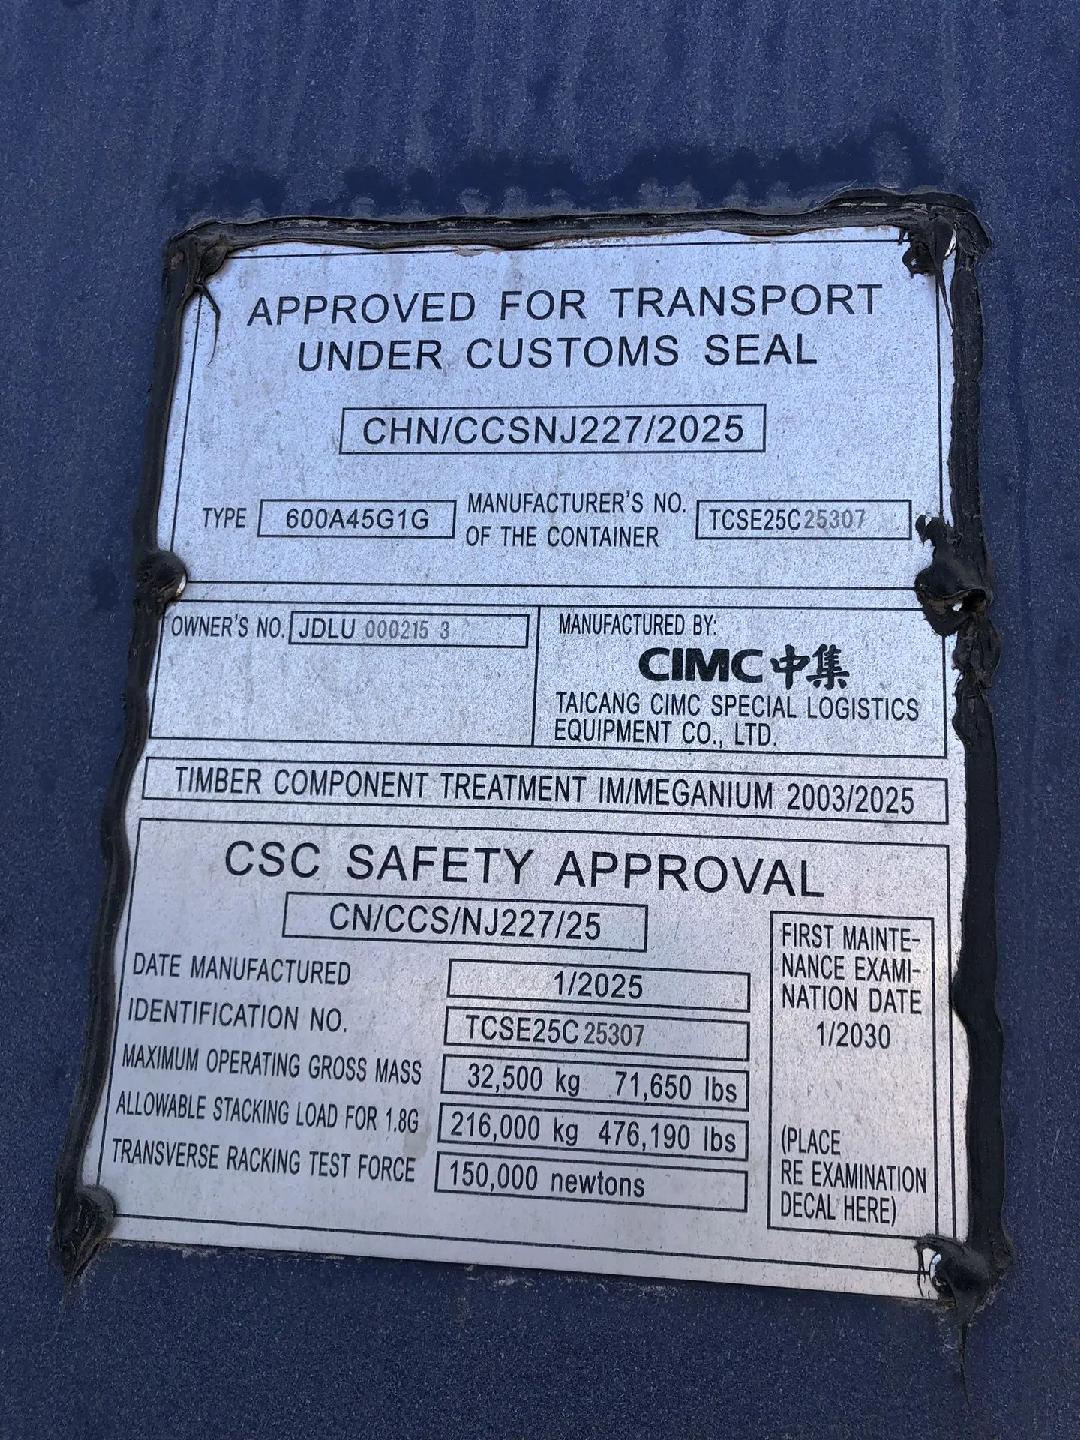 APPROVED FOR TRANSPORT
UNDER CUSTOMS SEAL
CHN/CCSNJ227/2025
TYPE 600A45G1G MANUFACTURER'S NO. OF THE CONTAINER TCSE25C25307
OWNER'S NO. JDLU 000215 3
MANUFACTURED BY:
CIMC 中集
TAICANG CIMC SPECIAL LOGISTICS
EQUIPMENT CO., LTD.
TIMBER COMPONENT TREATMENT IM/MEGANIUM 2003/2025
CSC SAFETY APPROVAL
CN/CCS/NJ227/25
DATE MANUFACTURED 1/2025
IDENTIFICATION NO. TCSE25C25307
MAXIMUM OPERATING GROSS MASS 32,500 kg 71,650 lbs
ALLOWABLE STACKING LOAD FOR 1.8G 216,000 kg 476,190 lbs
TRANSVERSE RACKING TEST FORCE 150,000 newtons
FIRST MAINTE-
NANCE EXAMI-
NATION DATE
1/2030
(PLACE
RE EXAMINATION
DECAL HERE)